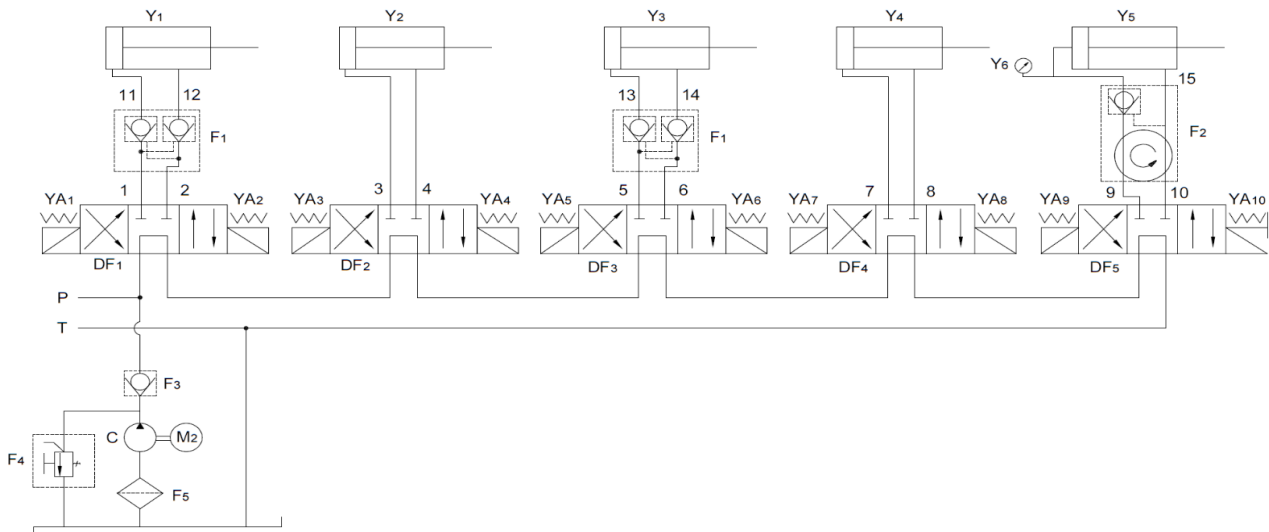 Y1 Y2 Y3 Y4 Y5
Y6
11 12 13 14 15
F1 F1 F2
1 2 3 4 5 6 7 8 9 10
YA1 YA2 YA3 YA4 YA5 YA6 YA7 YA8 YA9 YA10
DF1 DF2 DF3 DF4 DF5
P
T
F3
C M2
F4
F5